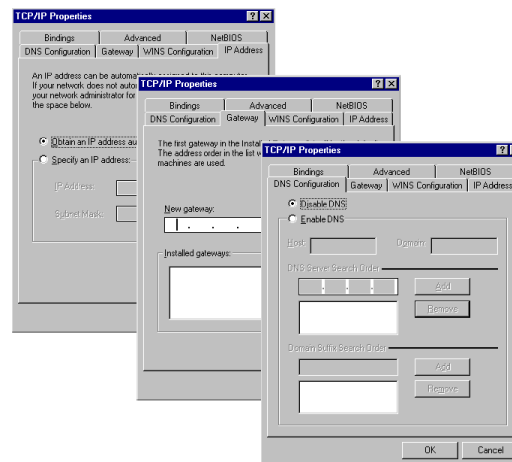 TCP/IP Properties
Bindings Advanced NetBIOS
DNS Configuration Gateway WINS Configuration IP Address
An IP address can be automatically assigned to this computer.
If your network does not auto
your network administrator for
the space below.
Obtain an IP address au
Specify an IP address:
IP Address:
Subnet Mask:
TCP/IP Properties
Bindings Advanced NetBIOS
DNS Configuration Gateway WINS Configuration IP Address
The first gateway in the Install
The address order in the list w
machines are used.
New gateway:
Installed gateways:
TCP/IP Properties
Bindings Advanced NetBIOS
DNS Configuration Gateway WINS Configuration IP Address
Disable DNS
Enable DNS
Host: Domain:
DNS Server Search Order
Add
Remove
Domain Suffix Search Order
Add
Remove
OK Cancel